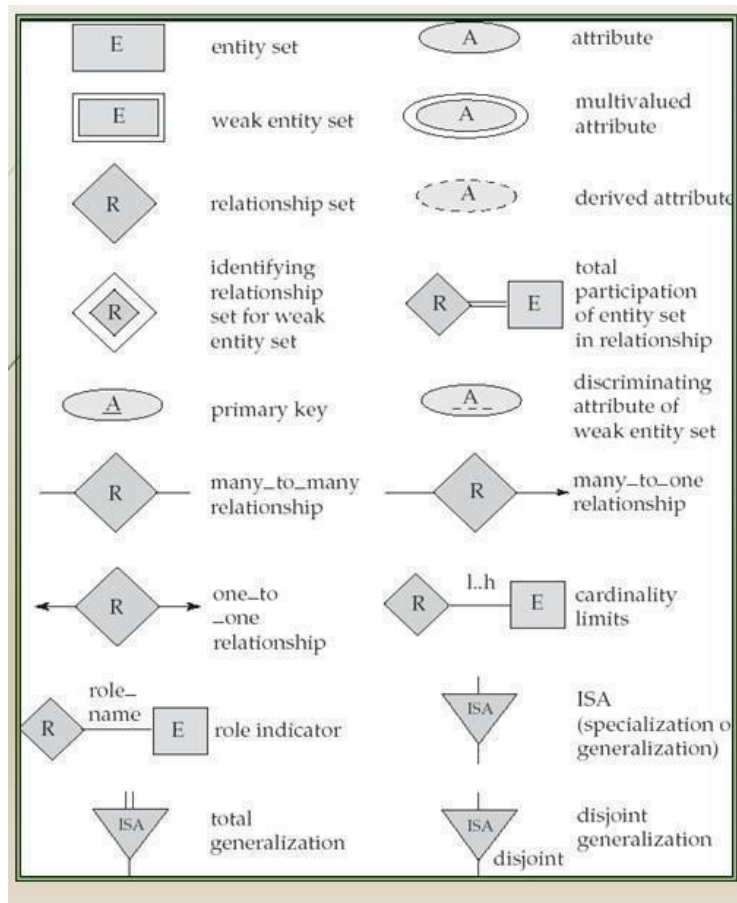 E
entity set
A
attribute
E
weak entity set
A
multivalued
attribute
R
relationship set
A
derived attribute
R
identifying
relationship
set for weak
entity set
R
E
total
participation
of entity set
in relationship
A
primary key
A
discriminating
attribute of
weak entity set
R
many_to_many
relationship
R
many_to_one
relationship
R
one_to
_one
relationship
R
l..h
E
cardinality
limits
R
role_
name
E
role indicator
ISA
ISA
(specialization o
generalization)
ISA
total
generalization
ISA
disjoint
disjoint
generalization